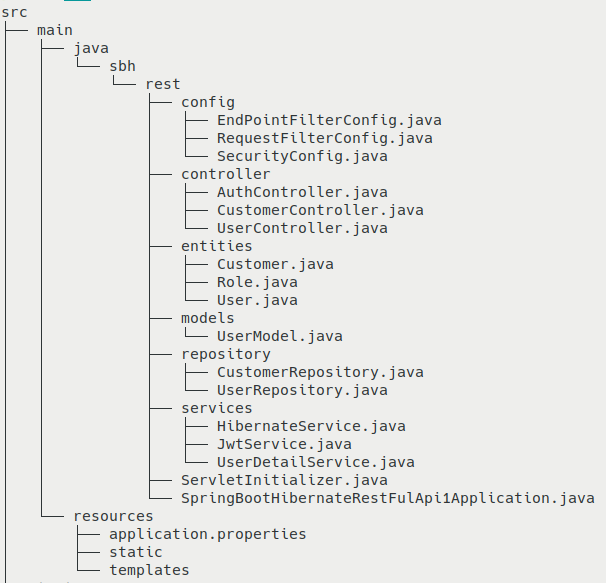 src
main
java
sbh
rest
config
EndPointFilterConfig.java
RequestFilterConfig.java
SecurityConfig.java
controller
AuthController.java
CustomerController.java
UserController.java
entities
Customer.java
Role.java
User.java
models
UserModel.java
repository
CustomerRepository.java
UserRepository.java
services
HibernateService.java
JwtService.java
UserDetailService.java
ServletInitializer.java
SpringBootHibernateRestFulApi1Application.java
resources
application.properties
static
templates